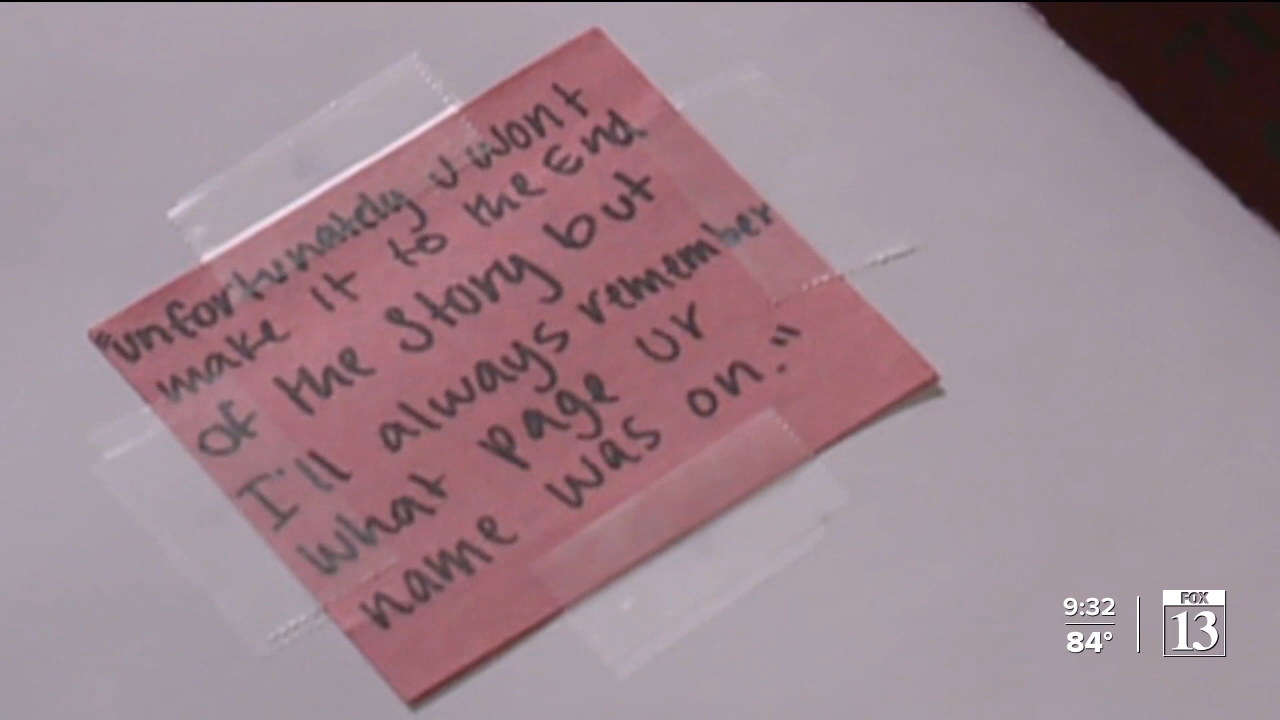 "unfortunately u wont
make it to the End
of the Story but
I'll always remember
what page ur
name was on."
9:32
84°
FOX
13